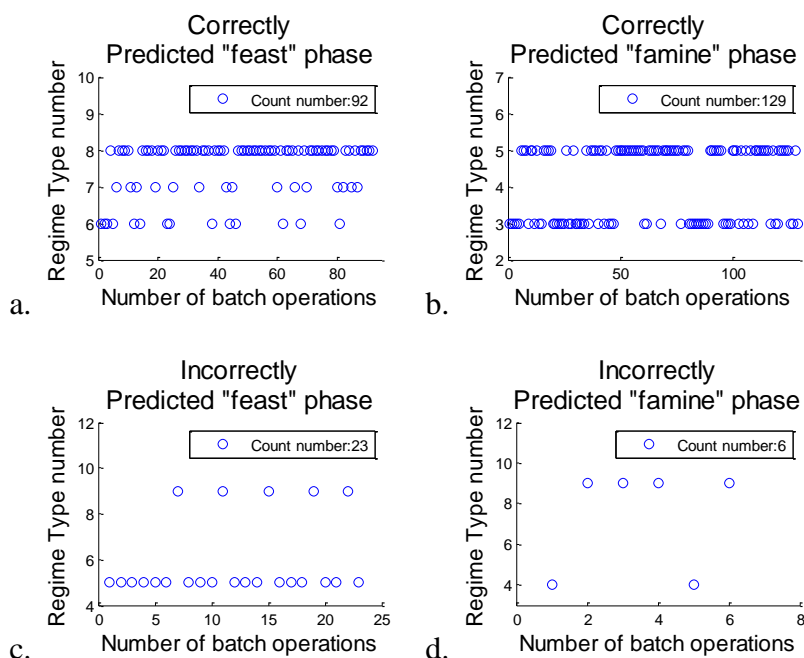 Correctly
Predicted "feast" phase
Count number:92
10
9
8
7
6
5
0
20
40
60
80
Regime Type number
Number of batch operations
a.
Correctly
Predicted "famine" phase
Count number:129
7
6
5
4
3
2
0
50
100
Regime Type number
Number of batch operations
b.
Incorrectly
Predicted "feast" phase
Count number:23
12
10
8
6
4
0
5
10
15
20
25
Regime Type number
Number of batch operations
c.
Incorrectly
Predicted "famine" phase
Count number:6
12
10
8
6
4
0
2
4
6
8
Regime Type number
Number of batch operations
d.